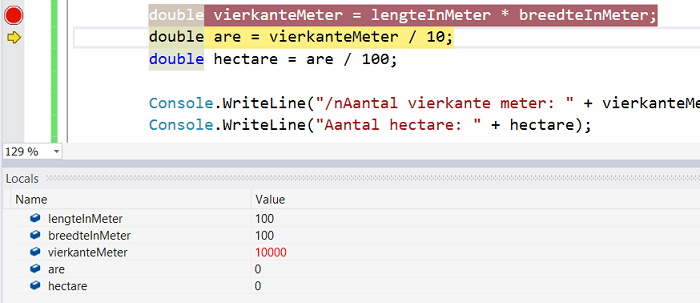 double vierkanteMeter = lengteInMeter * breedteInMeter;
double are = vierkanteMeter / 10;
double hectare = are / 100;
Console.WriteLine("/nAantal vierkante meter: " + vierkanteMe
Console.WriteLine("Aantal hectare: " + hectare);
129 %
Locals
Name Value
lengteInMeter 100
breedteInMeter 100
vierkanteMeter 10000
are 0
hectare 0